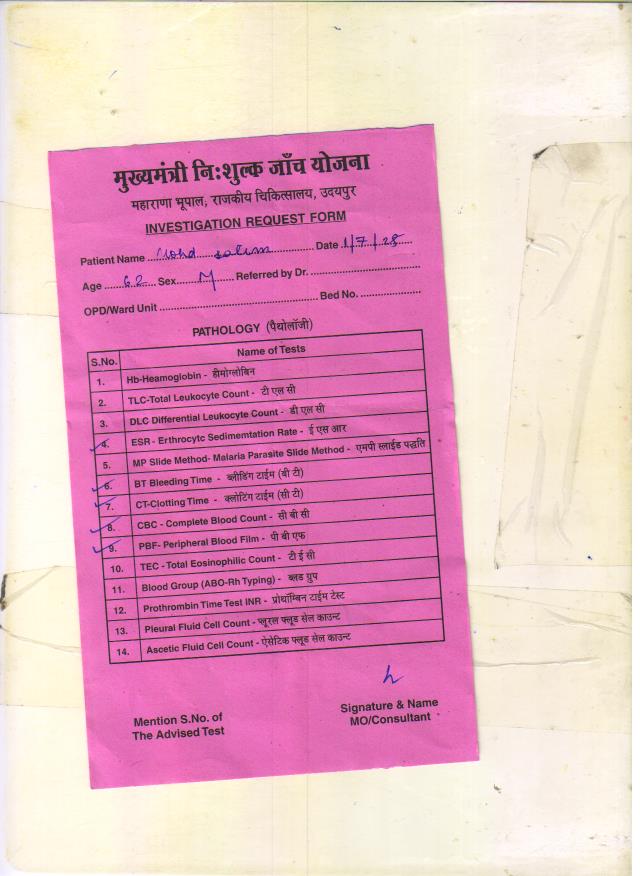 मुख्यमंत्री निःशुल्क जाँच योजना
महाराणा भूपाल, राजकीय चिकित्सालय, उदयपुर
INVESTIGATION REQUEST FORM
Patient Name Mohd salim Date 1/7/28
Age 62 Sex M Referred by Dr.
OPD/Ward Unit Bed No.
PATHOLOGY (पैथोलॉजी)
S.No. Name of Tests
1. Hb-Heamoglobin - हीमोग्लोबिन
2. TLC-Total Leukocyte Count - टी एल सी
3. DLC Differential Leukocyte Count - डी एल सी
4. ESR - Erthrocytc Sedimemtation Rate - ई एस आर
5. MP Slide Method- Malaria Parasite Slide Method - एमपी स्लाईड पद्धति
6. BT Bleeding Time - ब्लीडिंग टाईम (बी टी)
7. CT-Clotting Time - क्लोटिंग टाईम (सी टी)
8. CBC - Complete Blood Count - सी बी सी
9. PBF- Peripheral Blood Film - पी बी एफ
10. TEC - Total Eosinophilic Count - टी ई सी
11. Blood Group (ABO-Rh Typing) - ब्लड ग्रुप
12. Prothrombin Time Test INR - प्रोथॉम्बिन टाईम टेस्ट
13. Pleural Fluid Cell Count - प्लूरल फ्लूड सेल काउन्ट
14. Ascetic Fluid Cell Count - ऐसेटिक फ्लूड सेल काउन्ट
Mention S.No. of
The Advised Test
Signature & Name
MO/Consultant